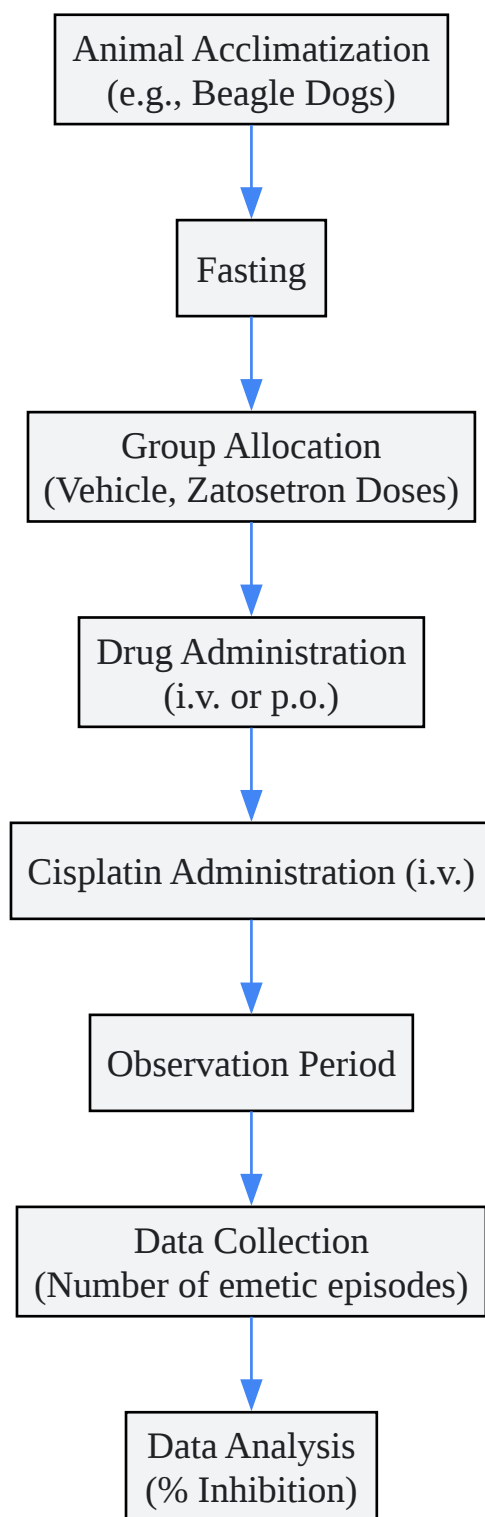 Animal Acclimatization
(e.g., Beagle Dogs)
Fasting
Group Allocation
(Vehicle, Zatosetron Doses)
Drug Administration
(i.v. or p.o.)
Cisplatin Administration (i.v.)
Observation Period
Data Collection
(Number of emetic episodes)
Data Analysis
(% Inhibition)